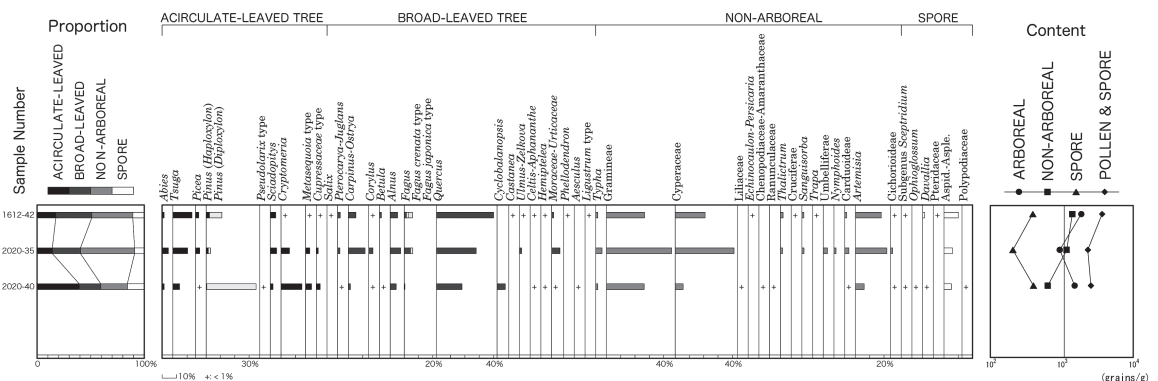 Proportion
ACIRCULATE-LEAVED TREE
BROAD-LEAVED TREE
NON-ARBOREAL
SPORE
Content
Sample Number
ACIRCULATE-LEAVED
BROAD-LEAVED
NON-ARBOREAL
SPORE
Abies
Tsuga
Picea
Pinus (Haploxylon)
Pinus (Diploxylon)
Pseudolarix type
Sciadopitys
Cryptomeria
Metasequoia type
Cupressaceae type
Salix
Pterocarya-Juglans
Carpinus-Ostrya
Corylus
Betula
Alnus
Fagus
Fagus crenata type
Fagus japonica type
Quercus
Cyclobalanopsis
Castanea
Ulmus-Zelkova
Celtis-Aphananthe
Hemiptelea
Moraceae-Urticaceae
Phellodendron
Aesculus
Ligustrum type
Typha
Gramineae
Cyperaceae
Liliaceae
Echinocaulon-Persicaria
Chenopodiaceae-Amaranthaceae
Ranunculaceae
Thalictrum
Cruciferae
Sanguisorba
Trapa
Umbelliferae
Nymphoides
Carduoideae
Artemisia
Cichorioideae
Subgenus Sceptridium
Ophioglossum
Davallia
Pteridaceae
Aspid.-Asple.
Polypodiaceae
ARBOREAL
NON-ARBOREAL
SPORE
POLLEN & SPORE
1612-42
+ + + + + + + + + + + + + + +
2020-35
2020-40
+ + + + + + + + + + + + + + + + + + +
0
100%
30%
20%
40%
40%
40%
20%
10² 10³ 10⁴
10% +: < 1%
(grains/g)